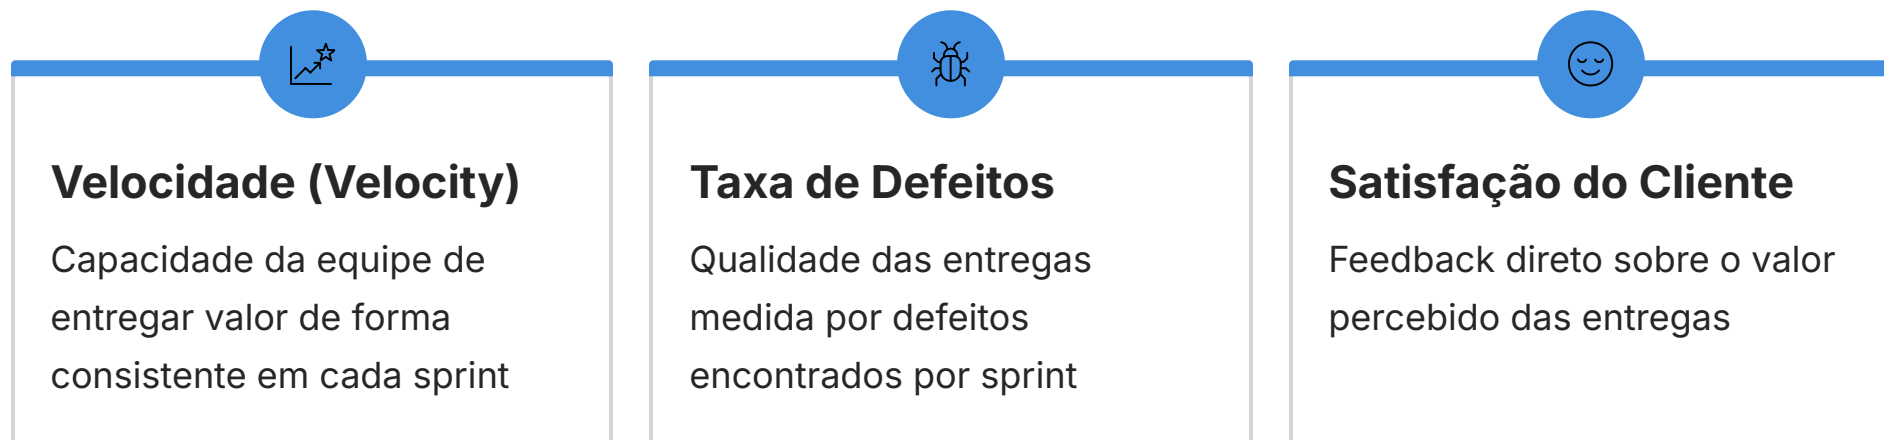 Velocidade (Velocity)
Capacidade da equipe de
entregar valor de forma
consistente em cada sprint
Taxa de Defeitos
Qualidade das entregas
medida por defeitos
encontrados por sprint
Satisfação do Cliente
Feedback direto sobre o valor
percebido das entregas